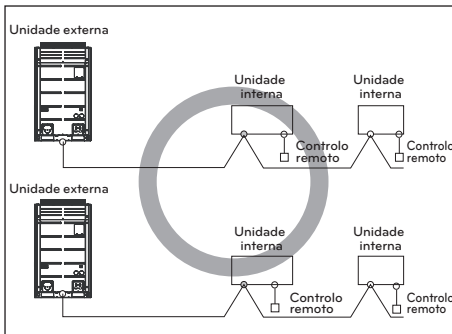 Unidade externa
Unidade
interna
Unidade
interna
Controlo
remoto
Controlo
remoto
Unidade externa
Unidade
interna
Unidade
interna
Controlo
remoto
Controlo
remoto